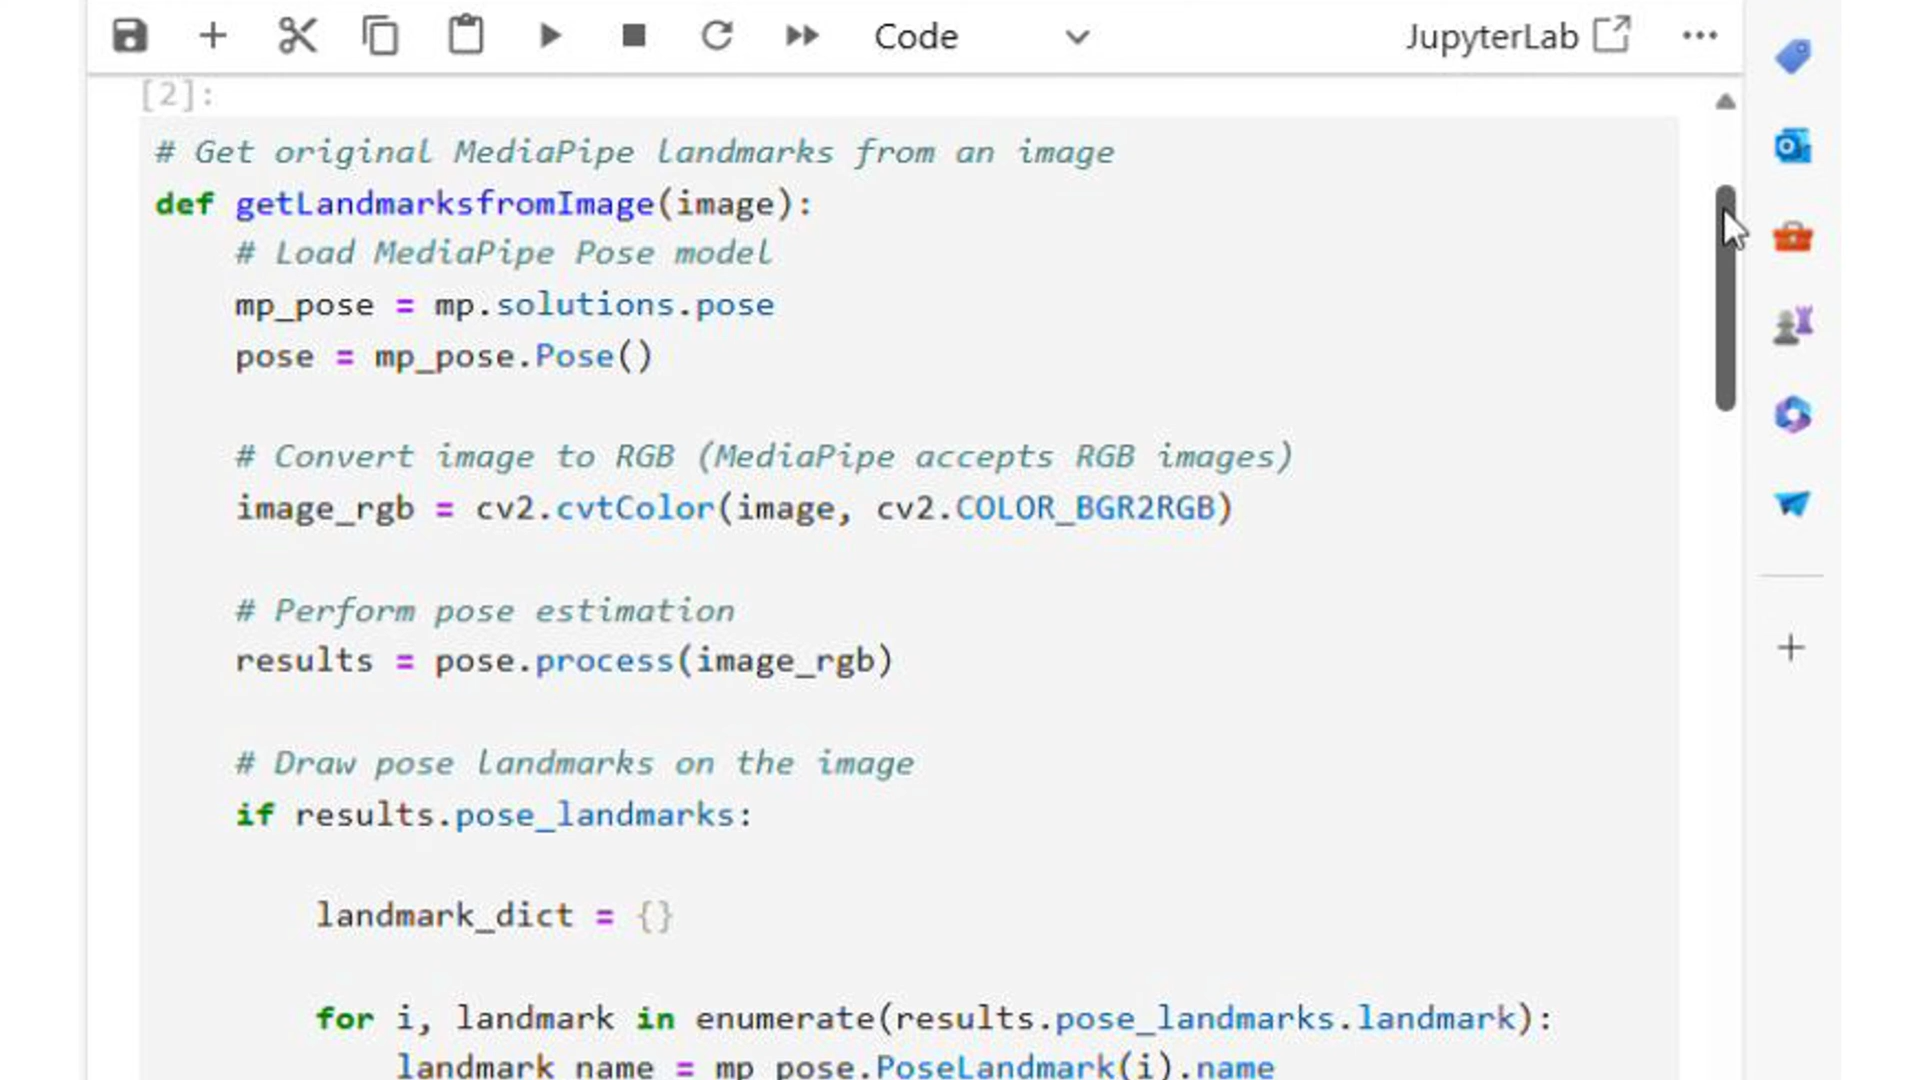 Code
JupyterLab
[2]:
# Get original MediaPipe Landmarks from an image
def getLandmarksfromImage(image):
    # Load MediaPipe Pose model
    mp_pose = mp.solutions.pose
    pose = mp_pose.Pose()
    # Convert image to RGB (MediaPipe accepts RGB images)
    image_rgb = cv2.cvtColor(image, cv2.COLOR_BGR2RGB)
    # Perform pose estimation
    results = pose.process(image_rgb)
    # Draw pose Landmarks on the image
    if results.pose_landmarks:
        landmark_dict = {}
        for i, landmark in enumerate(results.pose_landmarks.landmark):
            landmark_name = mp_pose.PoseLandmark(i).name